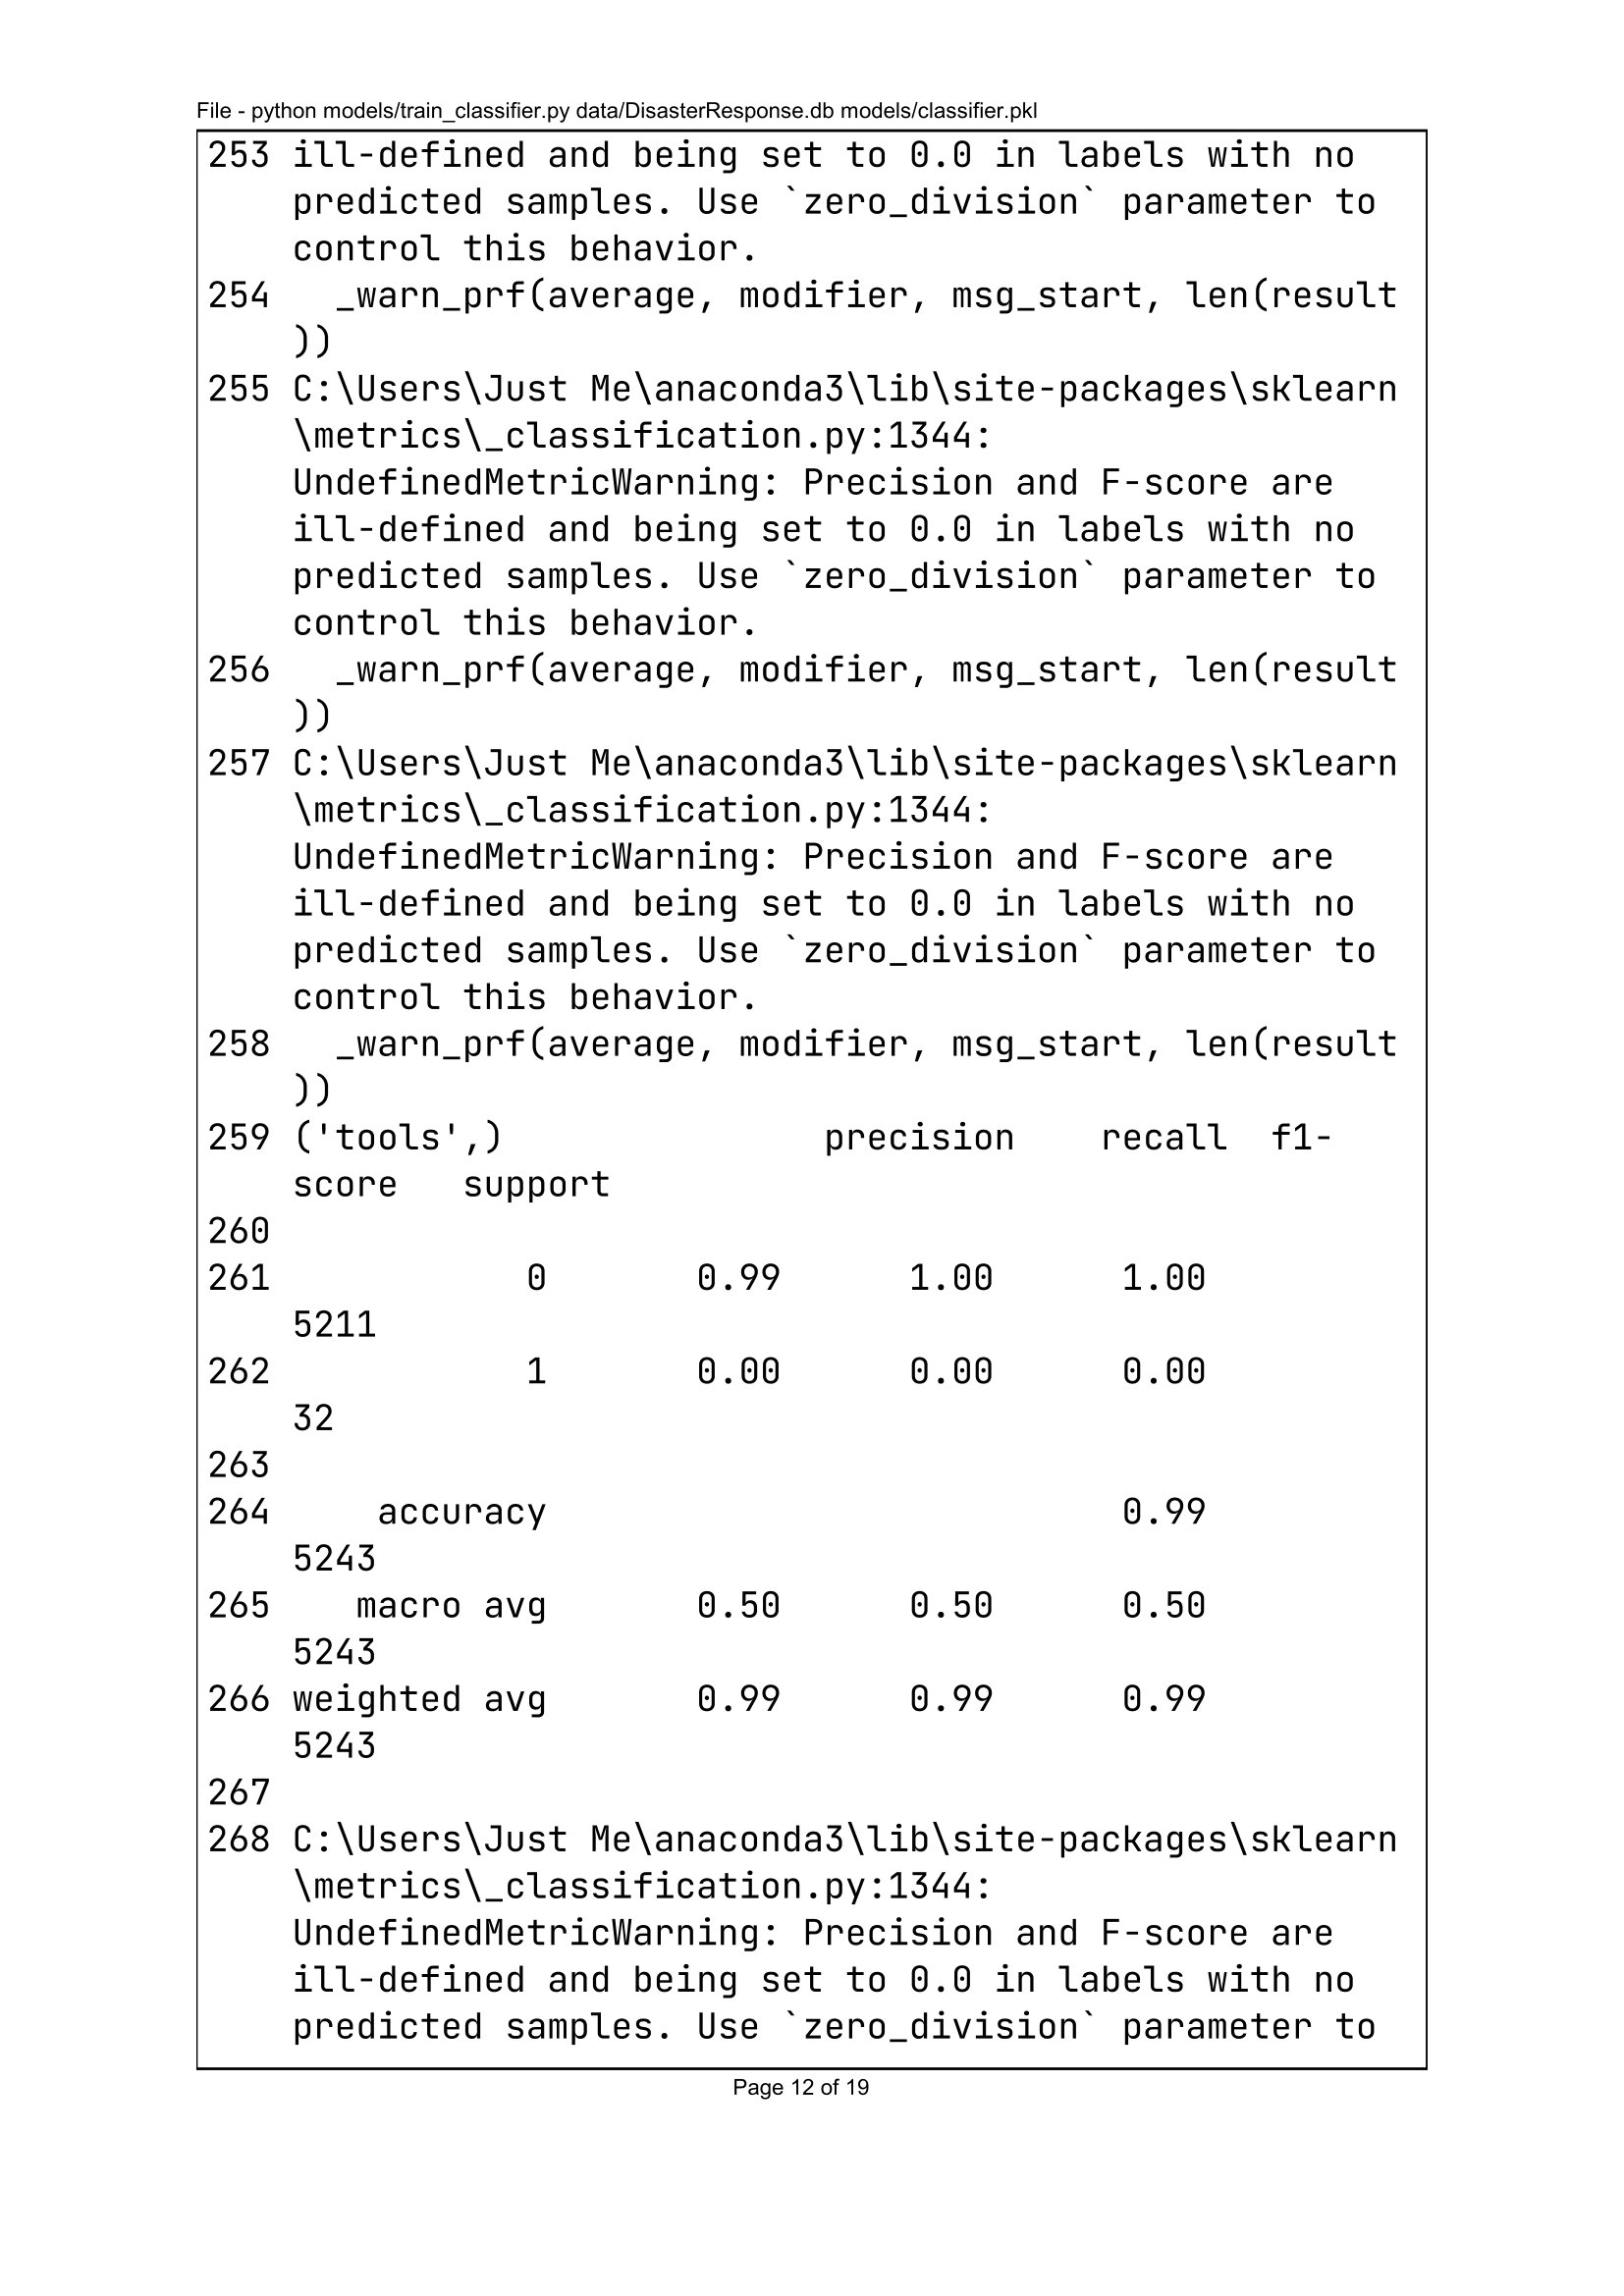 File - python models/train_classifier.py data/DisasterResponse.db models/classifier.pkl
253 ill-defined and being set to 0.0 in labels with no
predicted samples. Use `zero_division` parameter to
control this behavior.
254   _warn_prf(average, modifier, msg_start, len(result
))
255 C:\Users\Just Me\anaconda3\lib\site-packages\sklearn
\metrics\_classification.py:1344:
UndefinedMetricWarning: Precision and F-score are
ill-defined and being set to 0.0 in labels with no
predicted samples. Use `zero_division` parameter to
control this behavior.
256   _warn_prf(average, modifier, msg_start, len(result
))
257 C:\Users\Just Me\anaconda3\lib\site-packages\sklearn
\metrics\_classification.py:1344:
UndefinedMetricWarning: Precision and F-score are
ill-defined and being set to 0.0 in labels with no
predicted samples. Use `zero_division` parameter to
control this behavior.
258   _warn_prf(average, modifier, msg_start, len(result
))
259 ('tools',)               precision    recall  f1-
score   support
260
261            0       0.99      1.00      1.00
5211
262            1       0.00      0.00      0.00
32
263
264     accuracy                           0.99
5243
265    macro avg       0.50      0.50      0.50
5243
266 weighted avg       0.99      0.99      0.99
5243
267
268 C:\Users\Just Me\anaconda3\lib\site-packages\sklearn
\metrics\_classification.py:1344:
UndefinedMetricWarning: Precision and F-score are
ill-defined and being set to 0.0 in labels with no
predicted samples. Use `zero_division` parameter to
Page 12 of 19